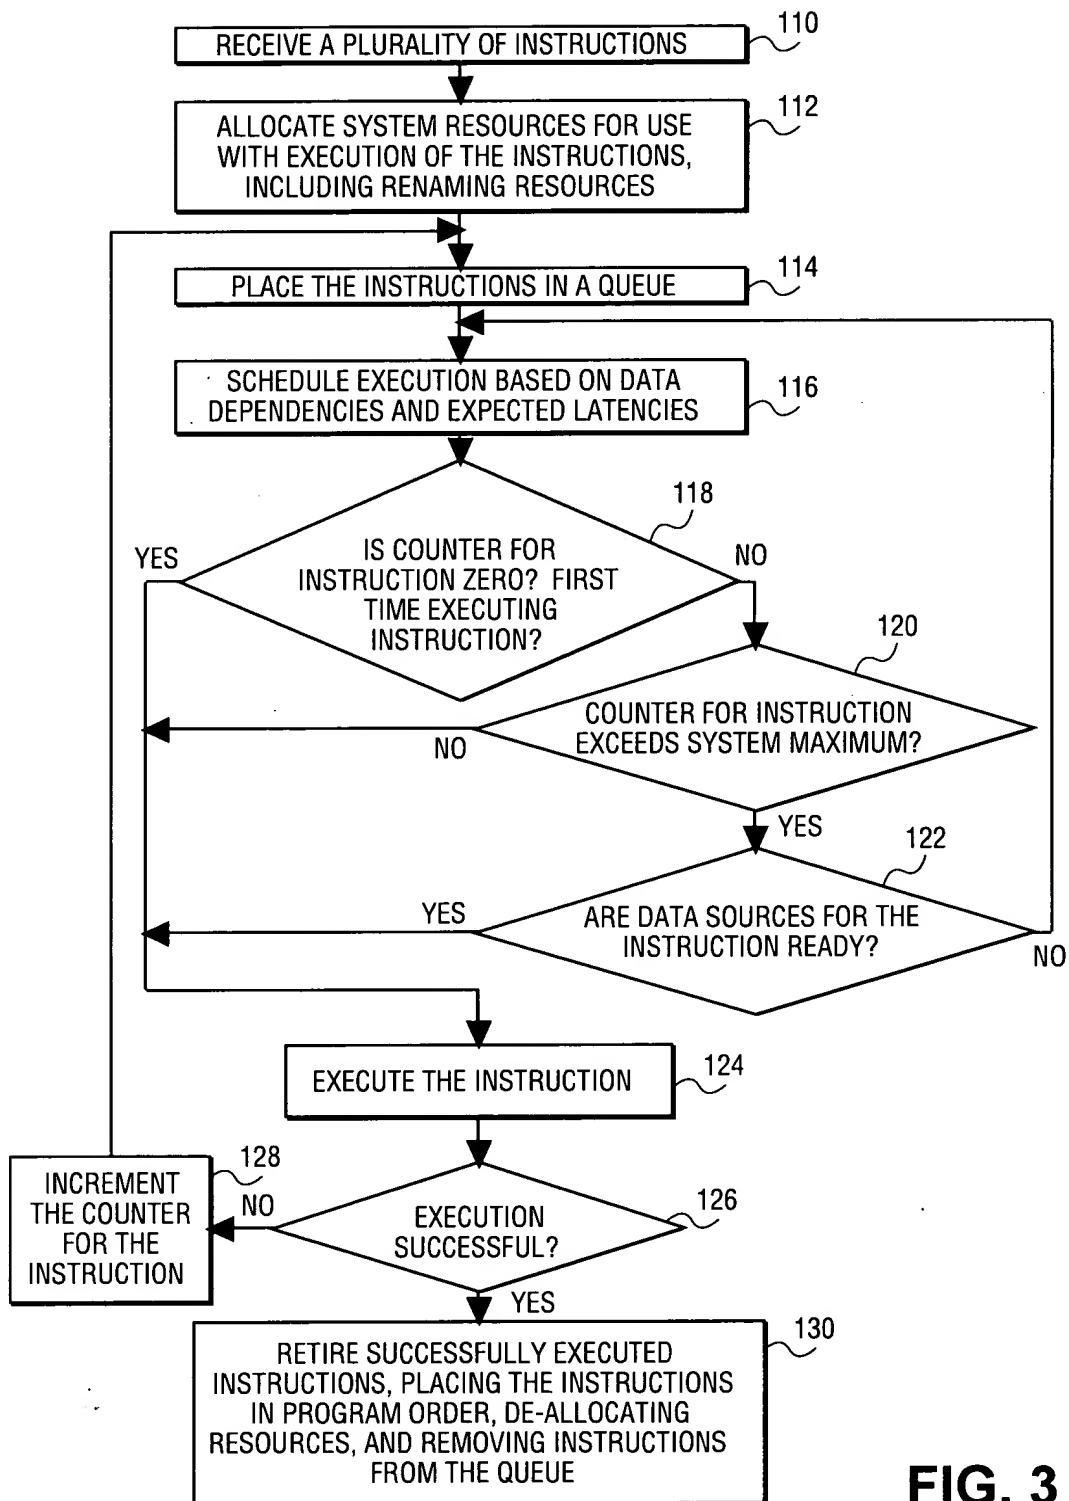 110
RECEIVE A PLURALITY OF INSTRUCTIONS
112
ALLOCATE SYSTEM RESOURCES FOR USE
WITH EXECUTION OF THE INSTRUCTIONS,
INCLUDING RENAMING RESOURCES
114
PLACE THE INSTRUCTIONS IN A QUEUE
116
SCHEDULE EXECUTION BASED ON DATA
DEPENDENCIES AND EXPECTED LATENCIES
118
YES
NO
IS COUNTER FOR
INSTRUCTION ZERO? FIRST
TIME EXECUTING
INSTRUCTION?
120
COUNTER FOR INSTRUCTION
EXCEEDS SYSTEM MAXIMUM?
NO
YES
122
YES
ARE DATA SOURCES FOR THE
INSTRUCTION READY?
NO
124
EXECUTE THE INSTRUCTION
128
INCREMENT
THE COUNTER
FOR THE
INSTRUCTION
NO
126
EXECUTION
SUCCESSFUL?
YES
130
RETIRE SUCCESSFULLY EXECUTED
INSTRUCTIONS, PLACING THE INSTRUCTIONS
IN PROGRAM ORDER, DE-ALLOCATING
RESOURCES, AND REMOVING INSTRUCTIONS
FROM THE QUEUE
FIG. 3